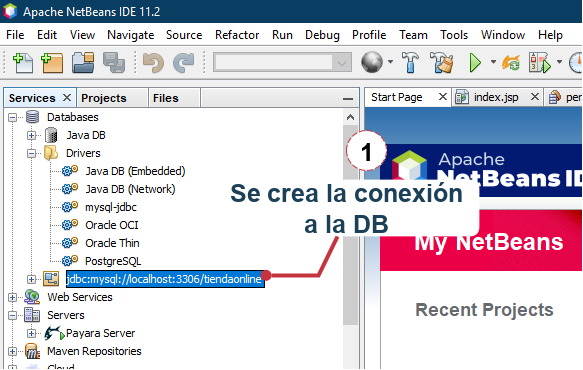 Apache NetBeans IDE 11.2
File Edit View Navigate Source Refactor Run Debug Profile Team Tools Window Help
Services Projects Files
Start Page index.jsp
Databases
Java DB
Drivers
Java DB (Embedded)
Java DB (Network)
mysql-jdbc
Oracle OCI
Oracle Thin
PostgreSQL
jdbc:mysql://localhost:3306/tiendaonline
Web Services
Servers
Payara Server
Maven Repositories
Cloud
1
Se crea la conexión
a la DB
Apache
NetBeans
My NetBeans
Recent Projects